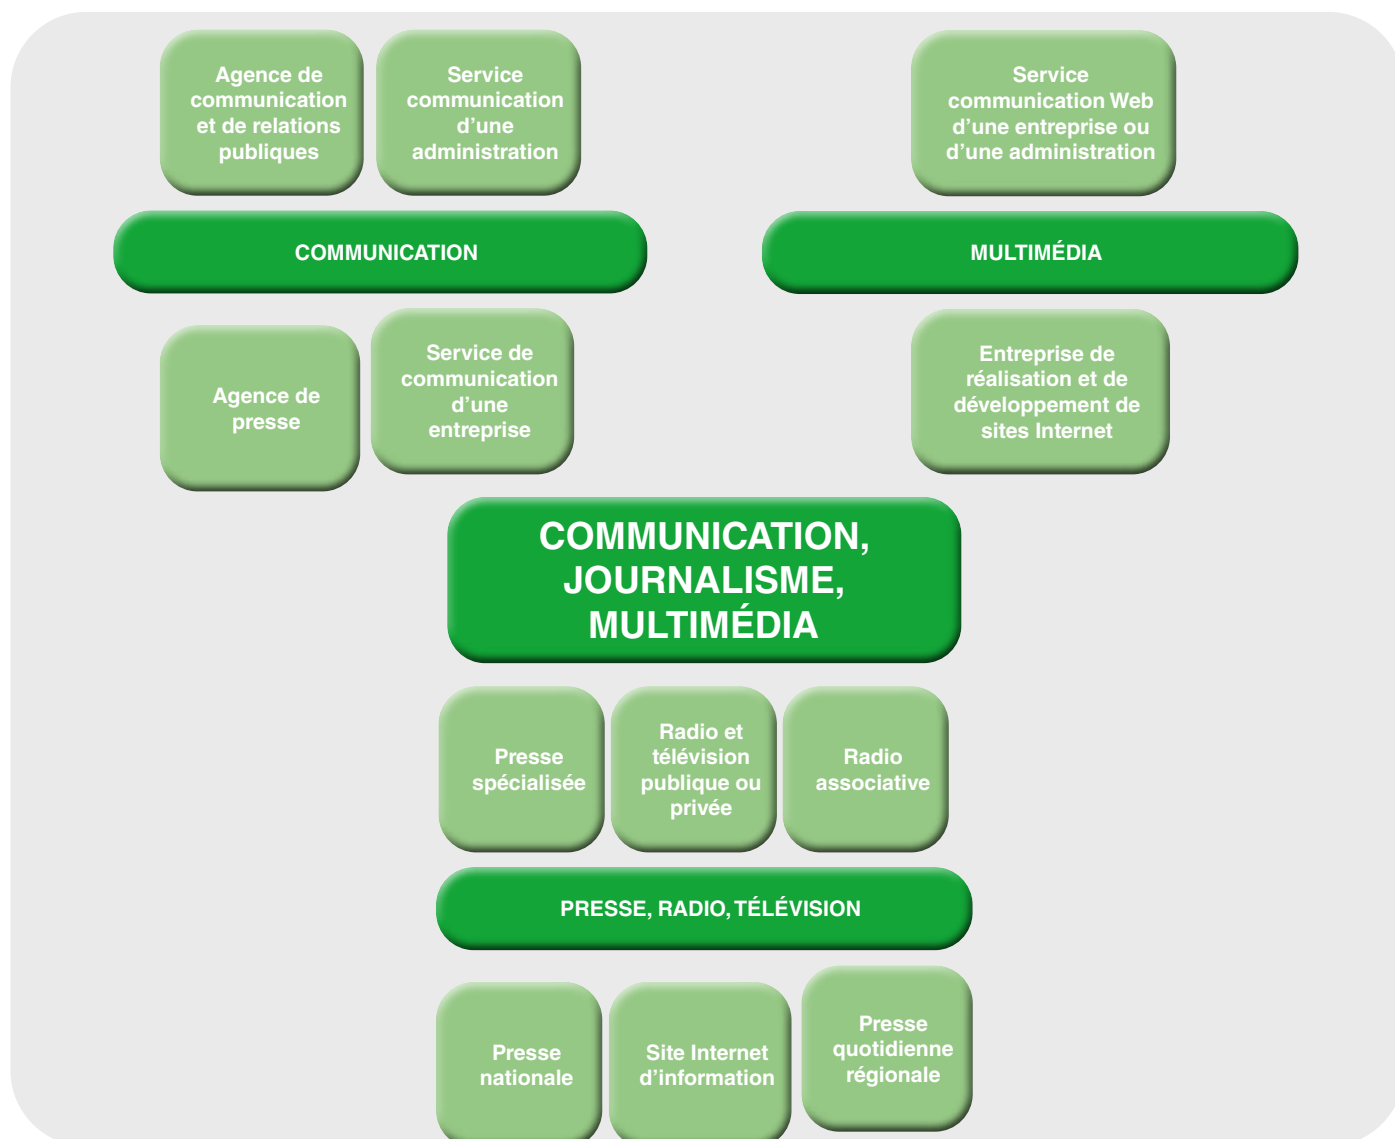 Agence de
communication
et de relations
publiques
Service
communication
d’une
administration
Service
communication Web
d’une entreprise ou
d’une administration
COMMUNICATION
MULTIMÉDIA
Agence de
presse
Service de
communication
d’une
entreprise
Entreprise de
réalisation et de
développement de
sites Internet
COMMUNICATION,
JOURNALISME,
MULTIMÉDIA
Presse
spécialisée
Radio et
télévision
publique ou
privée
Radio
associative
PRESSE, RADIO, TÉLÉVISION
Presse
nationale
Site Internet
d’information
Presse
quotidienne
régionale